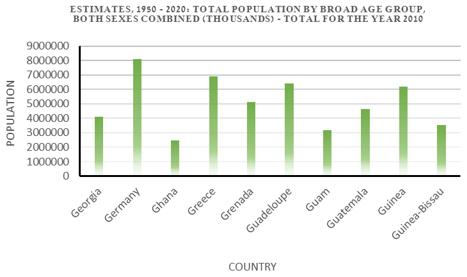 ESTIMATES, 1950 - 2020: TOTAL POPULATION BY BROAD AGE GROUP,
BOTH SEXES COMBINED (THOUSANDS) - TOTAL FOR THE YEAR 2010
9000000
8000000
7000000
6000000
5000000
4000000
3000000
2000000
1000000
0
POPULATION
Georgia
Germany
Ghana
Greece
Grenada
Guadeloupe
Guam
Guatemala
Guinea
Guinea-Bissau
COUNTRY